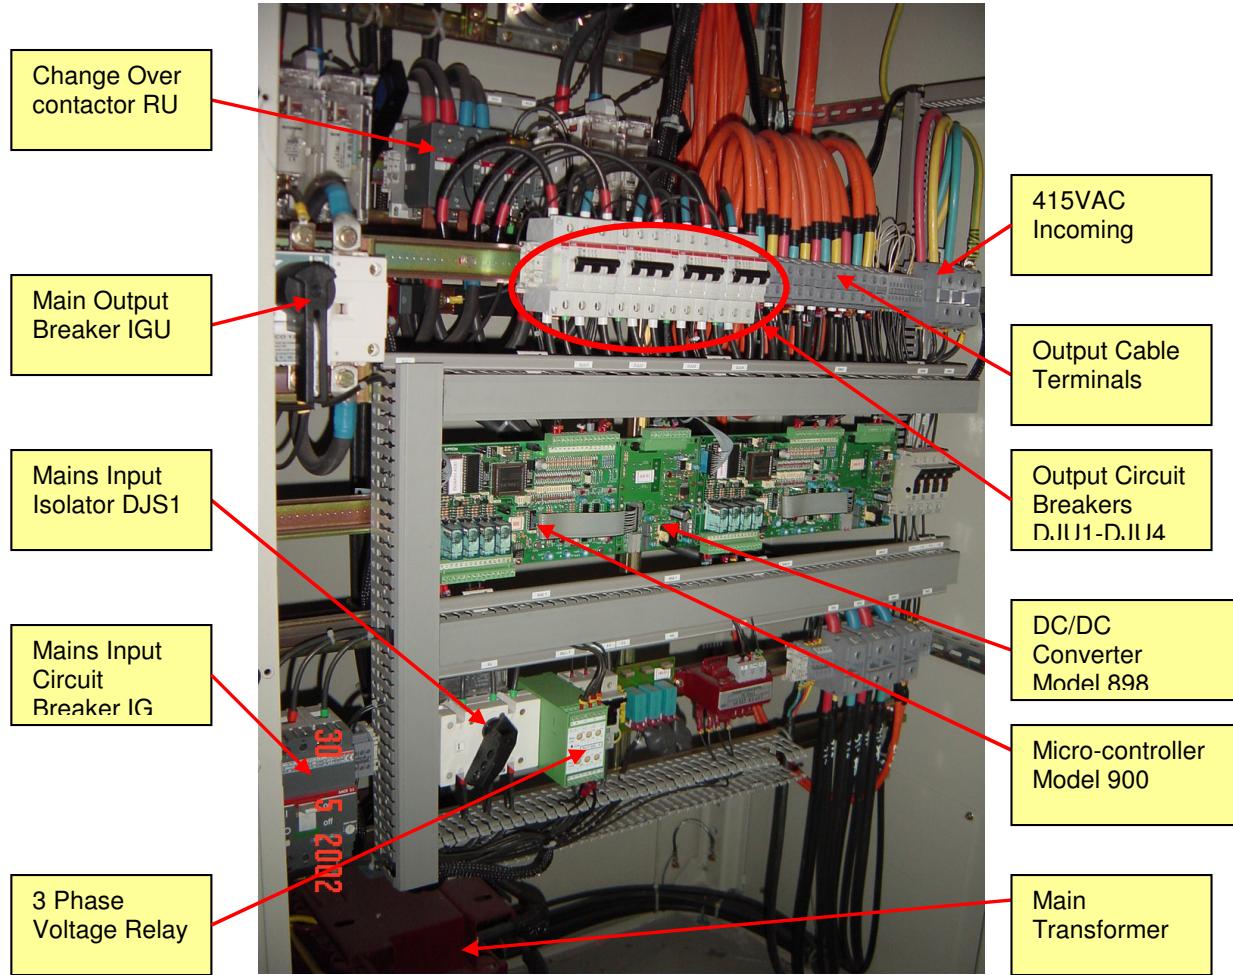 Change Over
contactor RU
Main Output
Breaker IGU
Mains Input
Isolator DJS1
Mains Input
Circuit
Breaker IG
3 Phase
Voltage Relay
415VAC
Incoming
Output Cable
Terminals
Output Circuit
Breakers
DJU1-DJU4
DC/DC
Converter
Model 898
Micro-controller
Model 900
Main
Transformer
30 5 2002
off